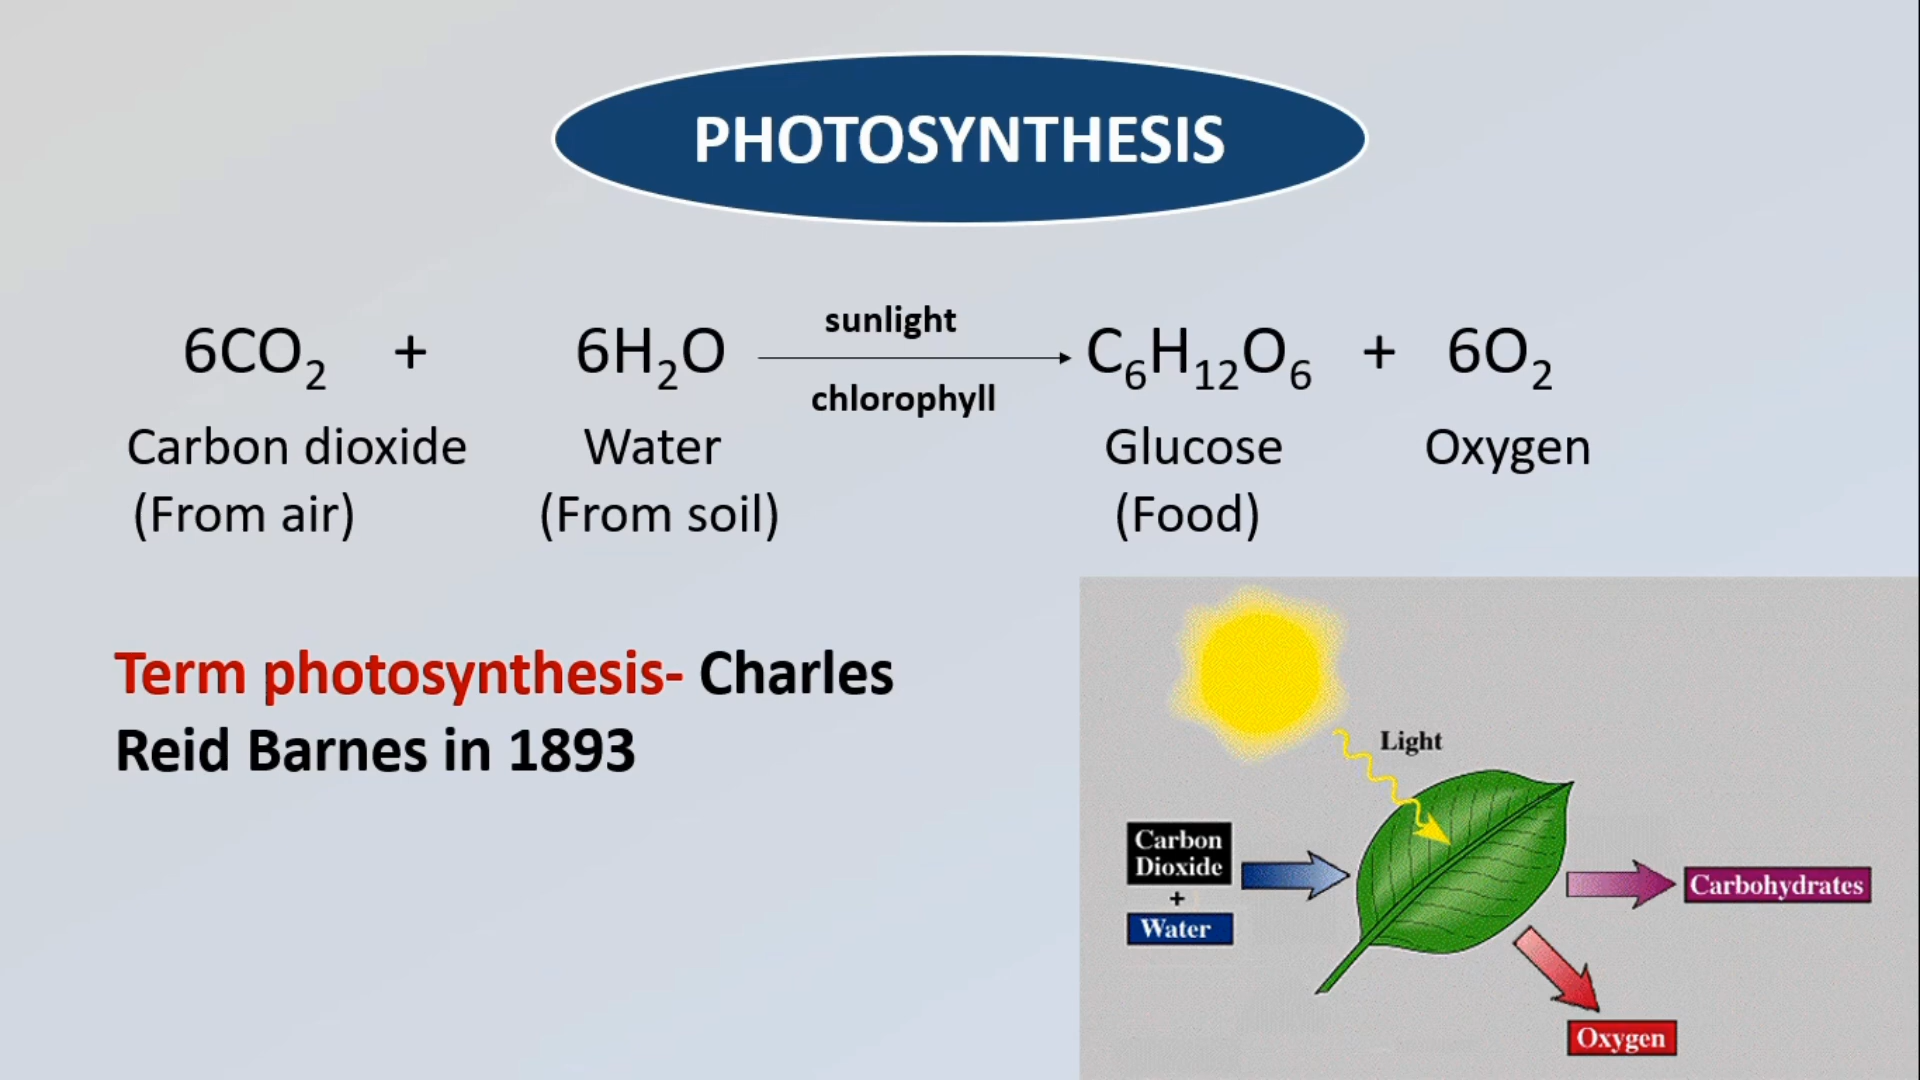 PHOTOSYNTHESIS
6CO₂ + 6H₂O sunlight C₆H₁₂O₆ + 6O₂
chlorophyll
Carbon dioxide Water Glucose Oxygen
(From air) (From soil) (Food)
Term photosynthesis- Charles
Reid Barnes in 1893
Light
Carbon
Dioxide
+
Water
Carbohydrates
Oxygen